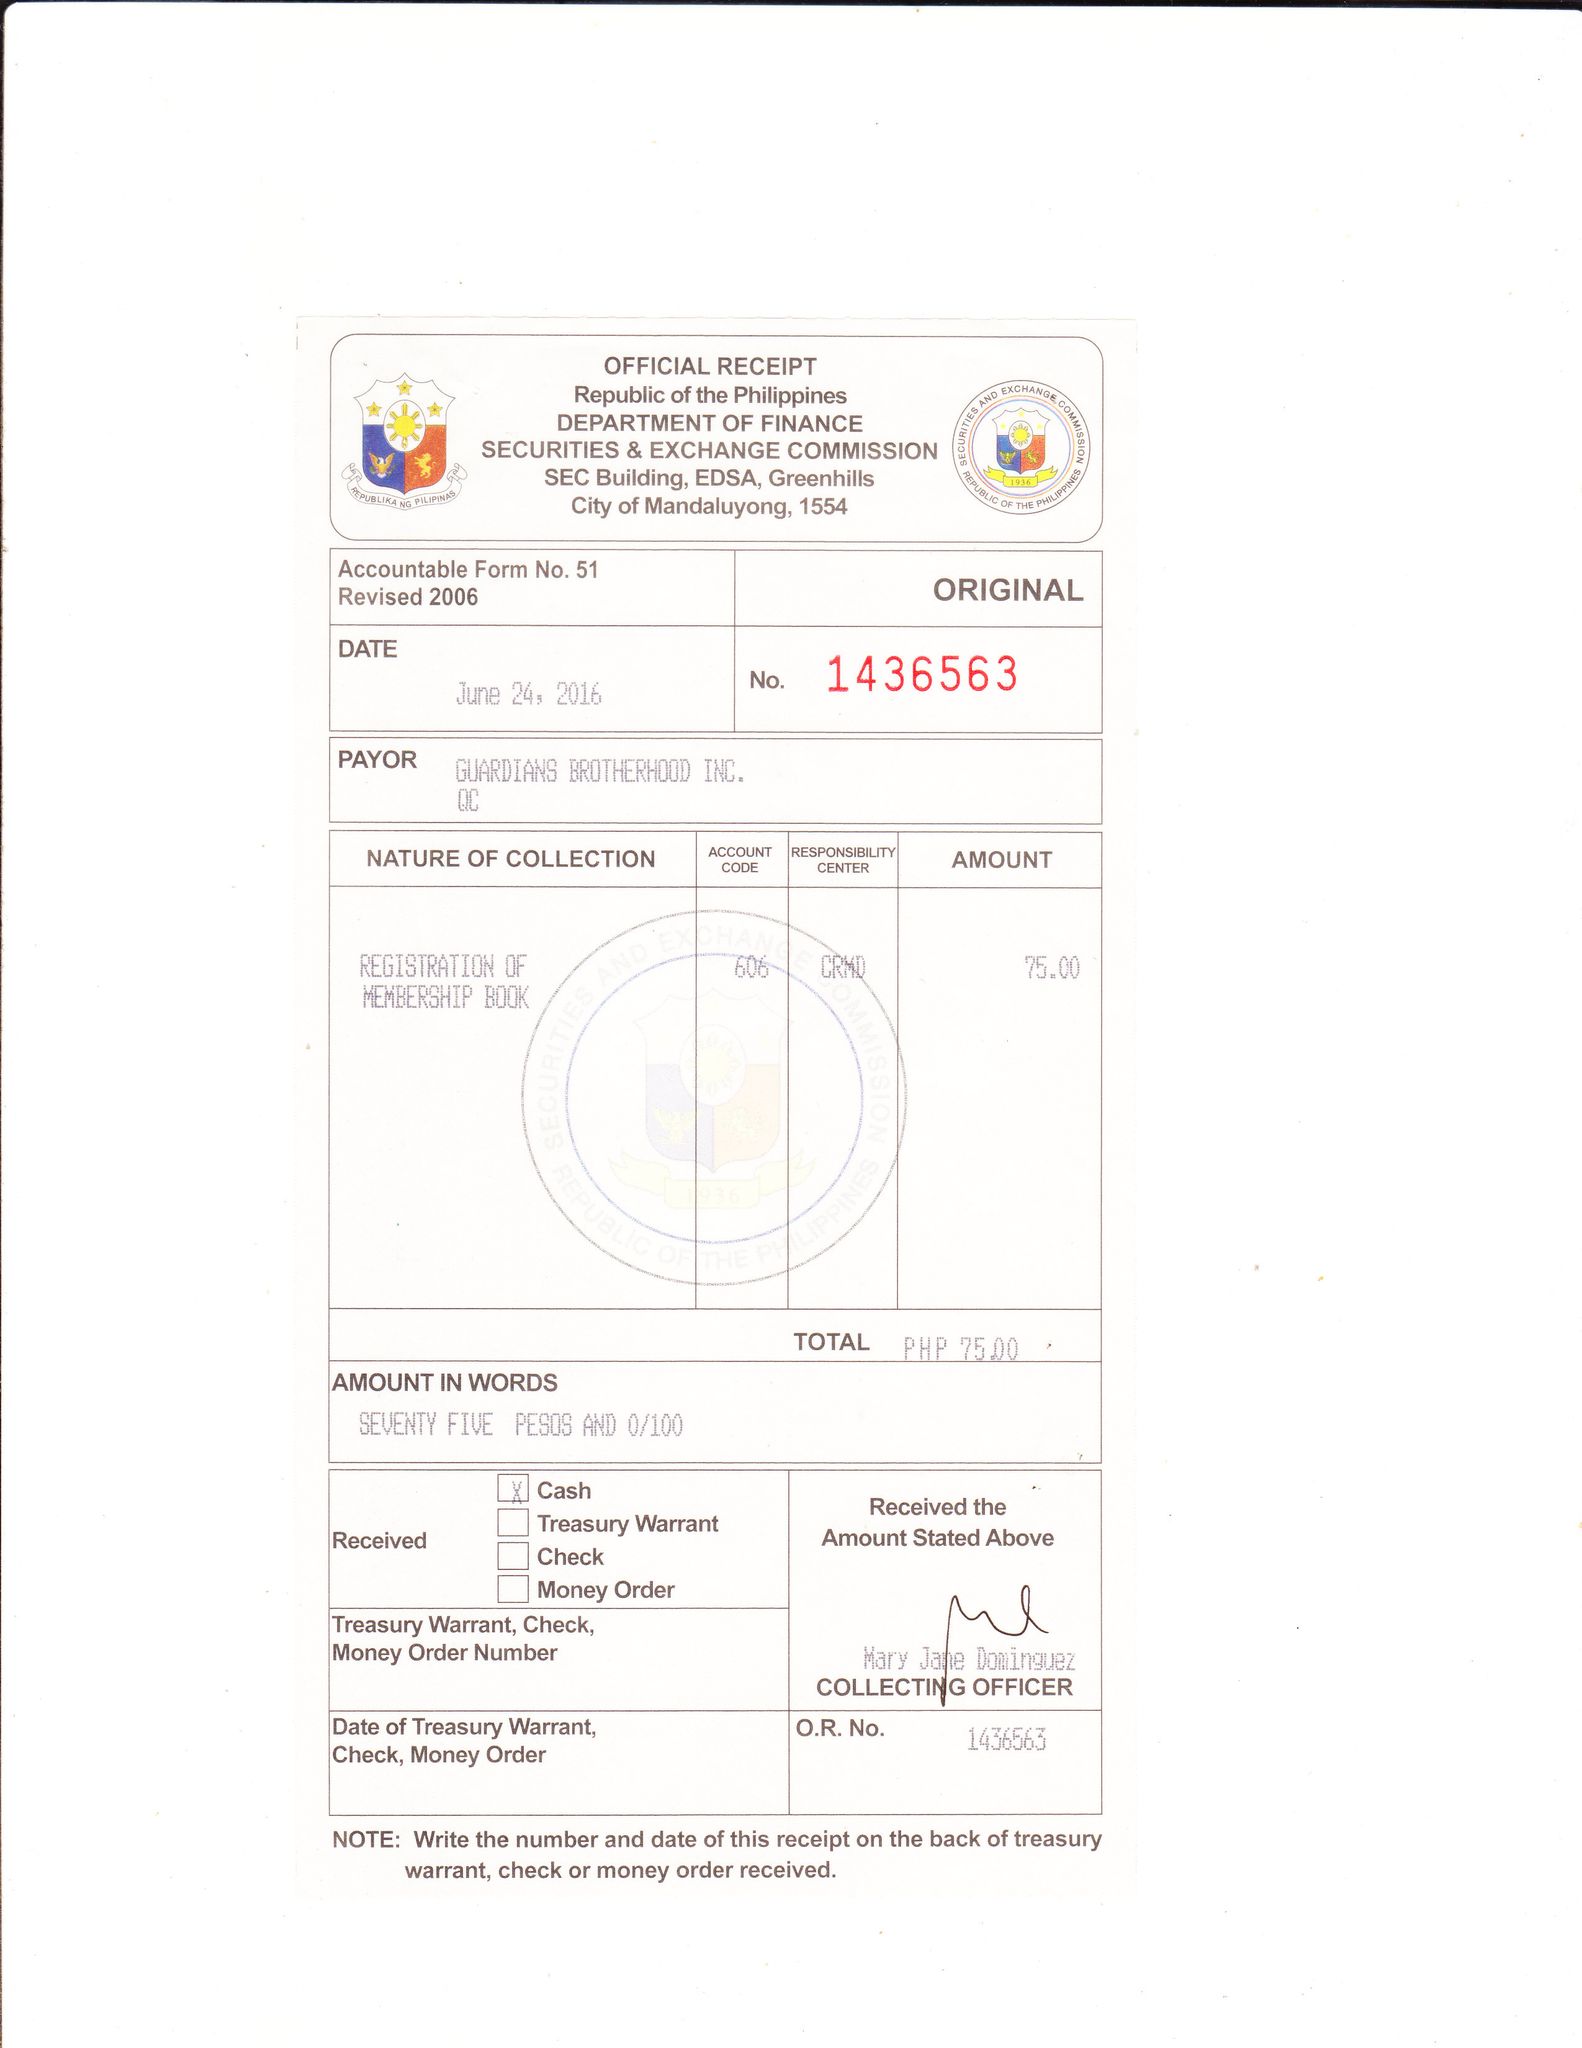 OFFICIAL RECEIPT
Republic of the Philippines
DEPARTMENT OF FINANCE
SECURITIES & EXCHANGE COMMISSION
SEC Building, EDSA, Greenhills
City of Mandaluyong, 1554
REPUBLIKA NG PILIPINAS
SECURITIES AND EXCHANGE COMMISSION
REPUBLIC OF THE PHILIPPINES
1936
Accountable Form No. 51
Revised 2006
ORIGINAL
DATE
June 24, 2016
No. 1436563
PAYOR
GUARDIANS BROTHERHOOD INC.
QC
NATURE OF COLLECTION
ACCOUNT
CODE
RESPONSIBILITY
CENTER
AMOUNT
REGISTRATION OF 606 CRMD 75.00
MEMBERSHIP BOOK
SECURITIES AND EXCHANGE COMMISSION
REPUBLIC OF THE PHILIPPINES
1936
TOTAL PHP 75.00
AMOUNT IN WORDS
SEVENTY FIVE PESOS AND 0/100
Received
X Cash
Treasury Warrant
Check
Money Order
Received the
Amount Stated Above
Mary Jane Dominguez
COLLECTING OFFICER
Treasury Warrant, Check,
Money Order Number
Date of Treasury Warrant,
Check, Money Order
O.R. No. 1436563
NOTE: Write the number and date of this receipt on the back of treasury
warrant, check or money order received.